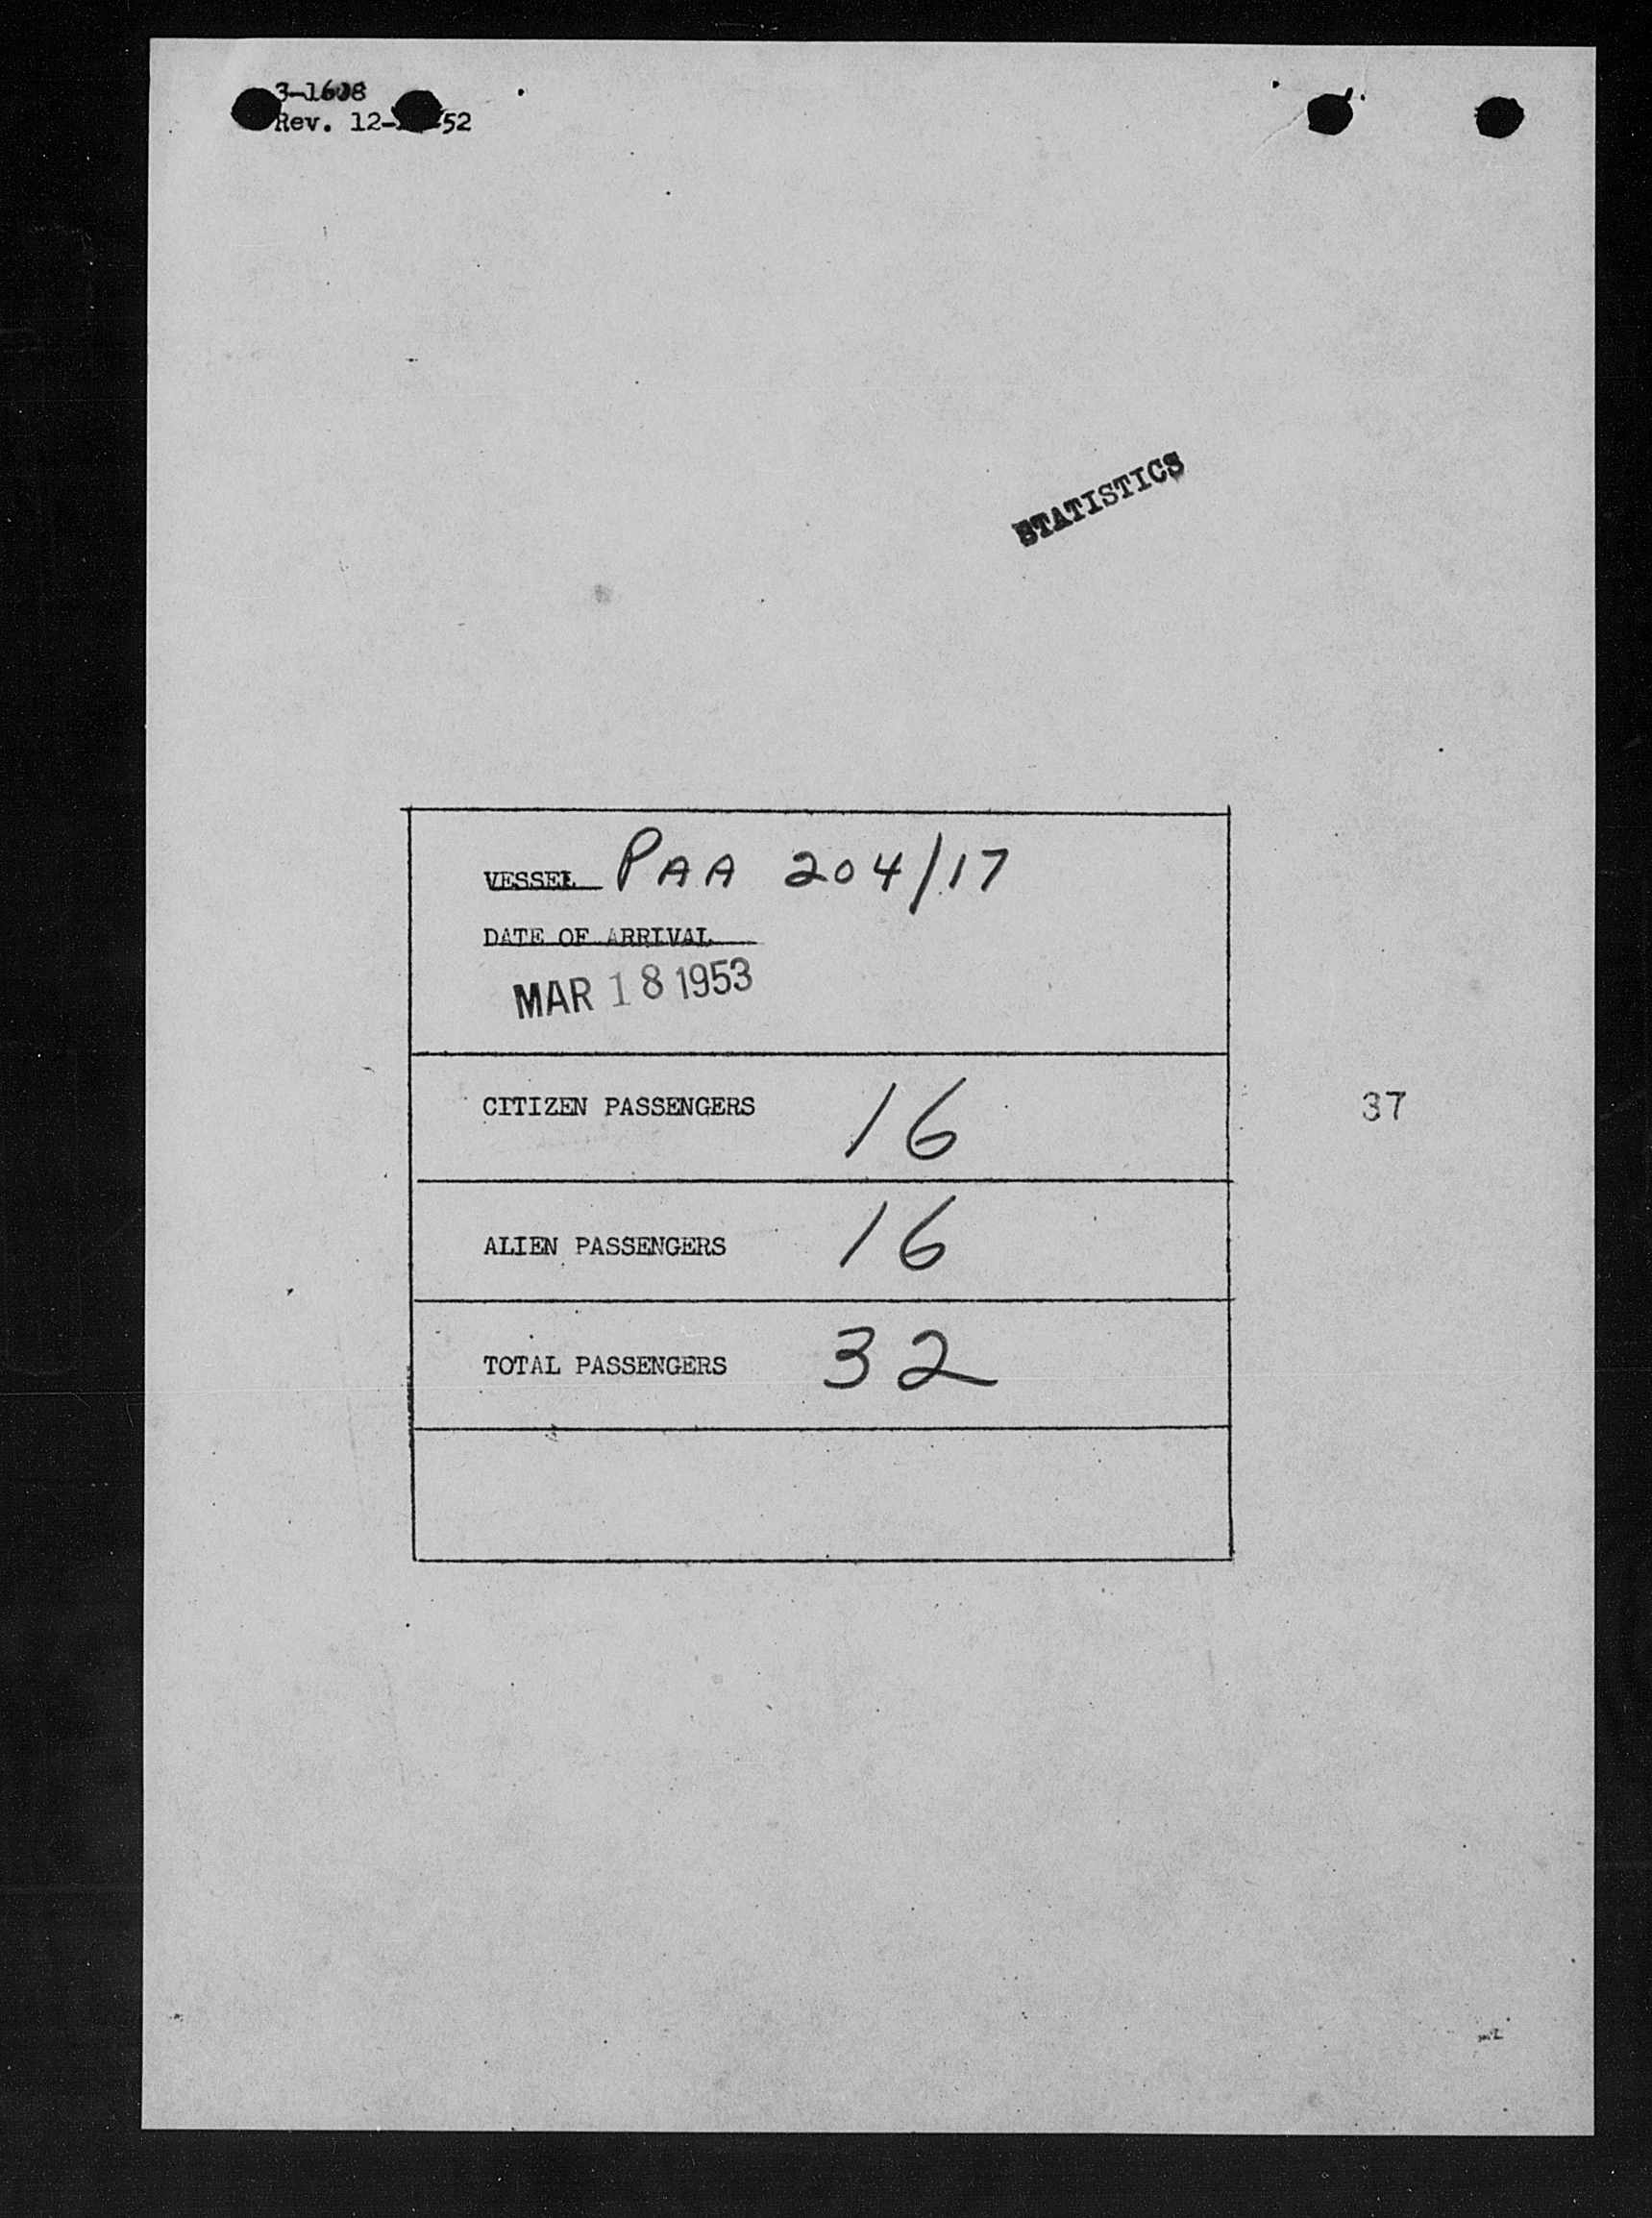 3-1608
Rev. 12- 52
STATISTICS
VESSEL PAA 204/17
DATE OF ARRIVAL
MAR 18 1953
CITIZEN PASSENGERS 16
37
ALIEN PASSENGERS 16
TOTAL PASSENGERS 32